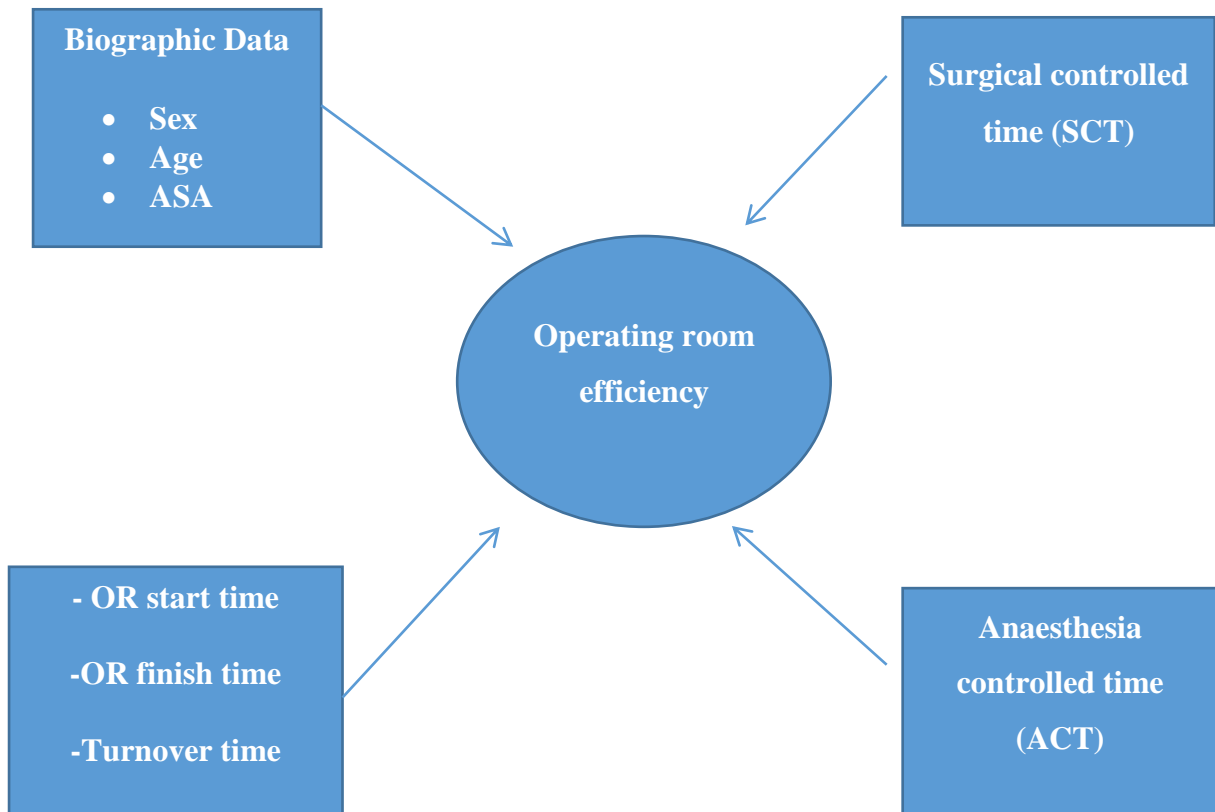 Biographic Data
• Sex
• Age
• ASA
Surgical controlled
time (SCT)
Operating room
efficiency
- OR start time
-OR finish time
-Turnover time
Anaesthesia
controlled time
(ACT)